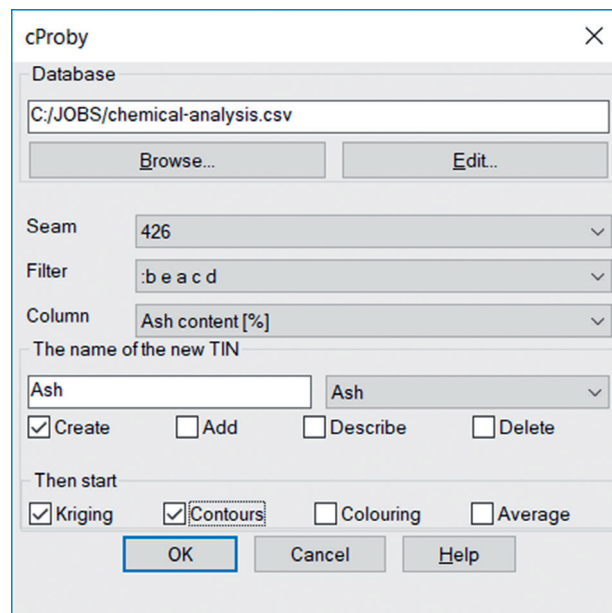 cProby
Database
C:/JOBS/chemical-analysis.csv
Browse... Edit...
Seam 426
Filter :b e a c d
Column Ash content [%]
The name of the new TIN
Ash Ash
Create Add Describe Delete
Then start
Kriging Contours Colouring Average
OK Cancel Help